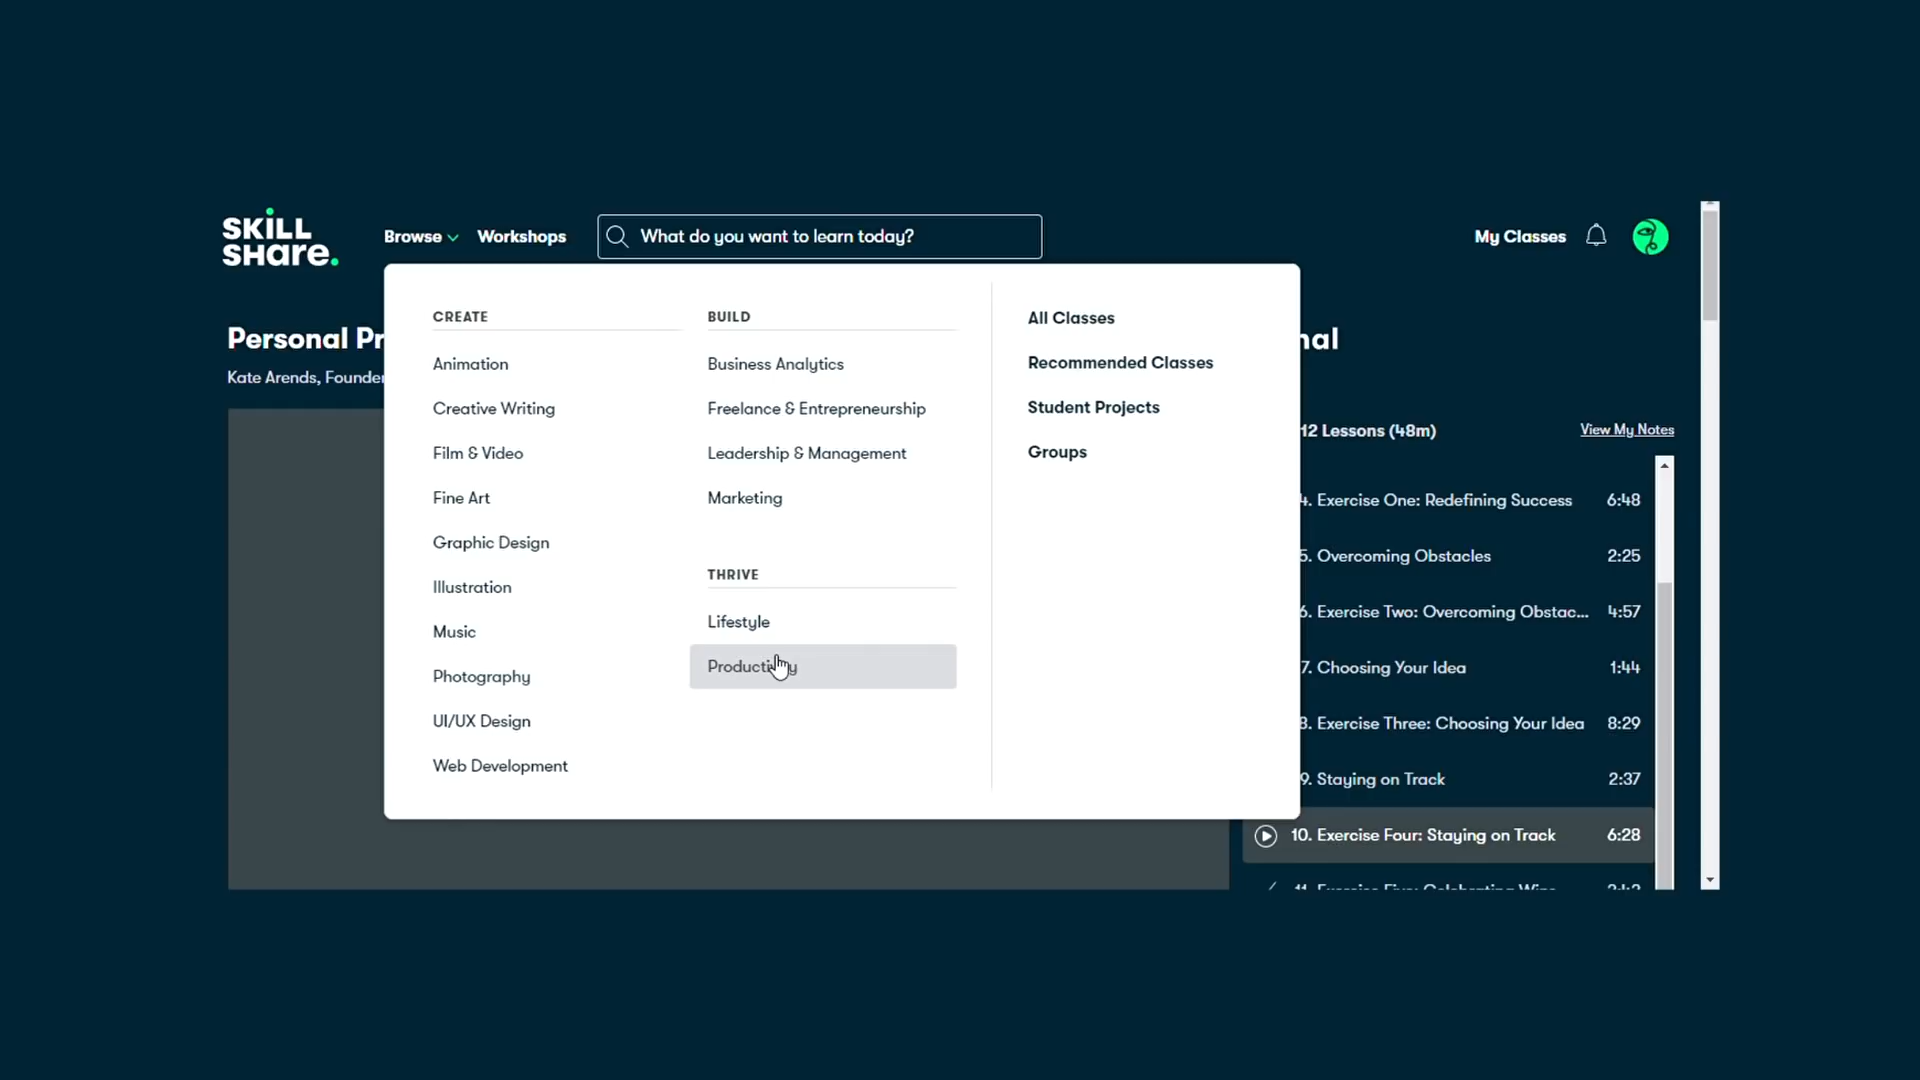 SKILL
SHARE.
Browse
Workshops
What do you want to learn today?
My Classes
Personal Pr
Kate Arends, Founder
CREATE
Animation
Creative Writing
Film & Video
Fine Art
Graphic Design
Illustration
Music
Photography
UI/UX Design
Web Development
BUILD
Business Analytics
Freelance & Entrepreneurship
Leadership & Management
Marketing
THRIVE
Lifestyle
Productivity
All Classes
Recommended Classes
Student Projects
Groups
nal
12 Lessons (48m)
View My Notes
4. Exercise One: Redefining Success 6:48
5. Overcoming Obstacles 2:25
6. Exercise Two: Overcoming Obstac... 4:57
7. Choosing Your Idea 1:44
8. Exercise Three: Choosing Your Idea 8:29
9. Staying on Track 2:37
10. Exercise Four: Staying on Track 6:28
11. Exercise Five: Celebrating Wins